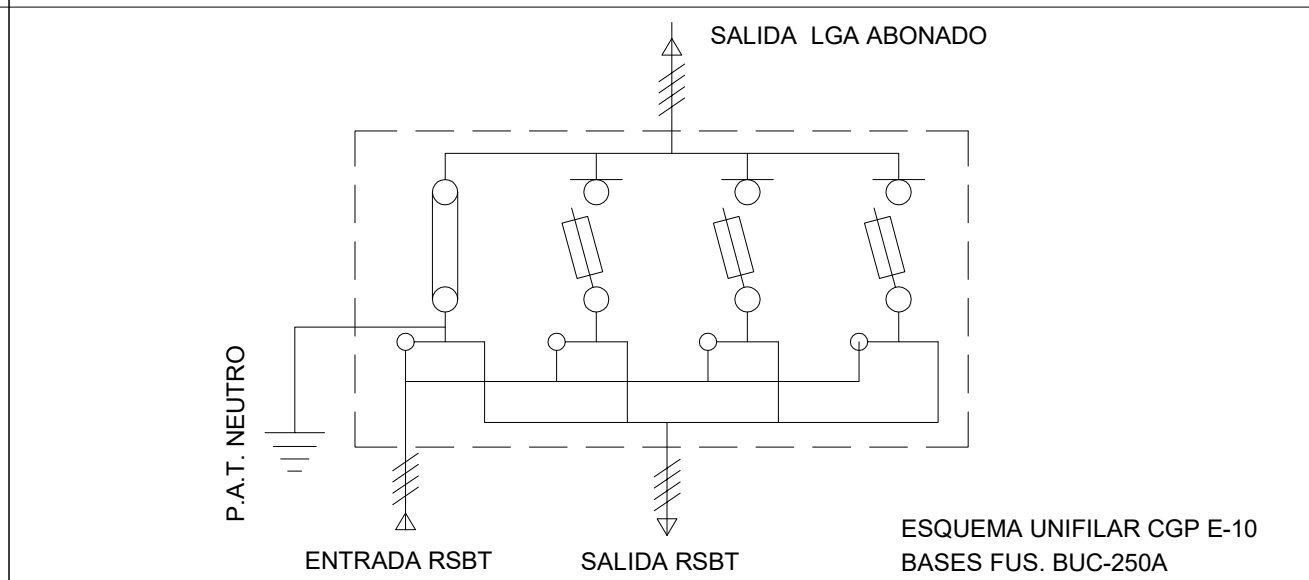 SALIDA LGA ABONADO
P.A.T. NEUTRO
ENTRADA RSBT
SALIDA RSBT
ESQUEMA UNIFILAR CGP E-10
BASES FUS. BUC-250A